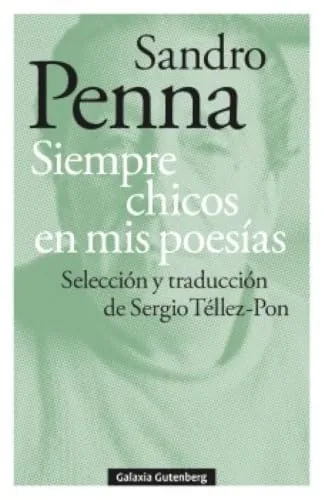 Sandro
Penna
Siempre
chicos
en mis poesías
Selección y traducción
de Sergio Téllez-Pon
Galaxia Gutenberg